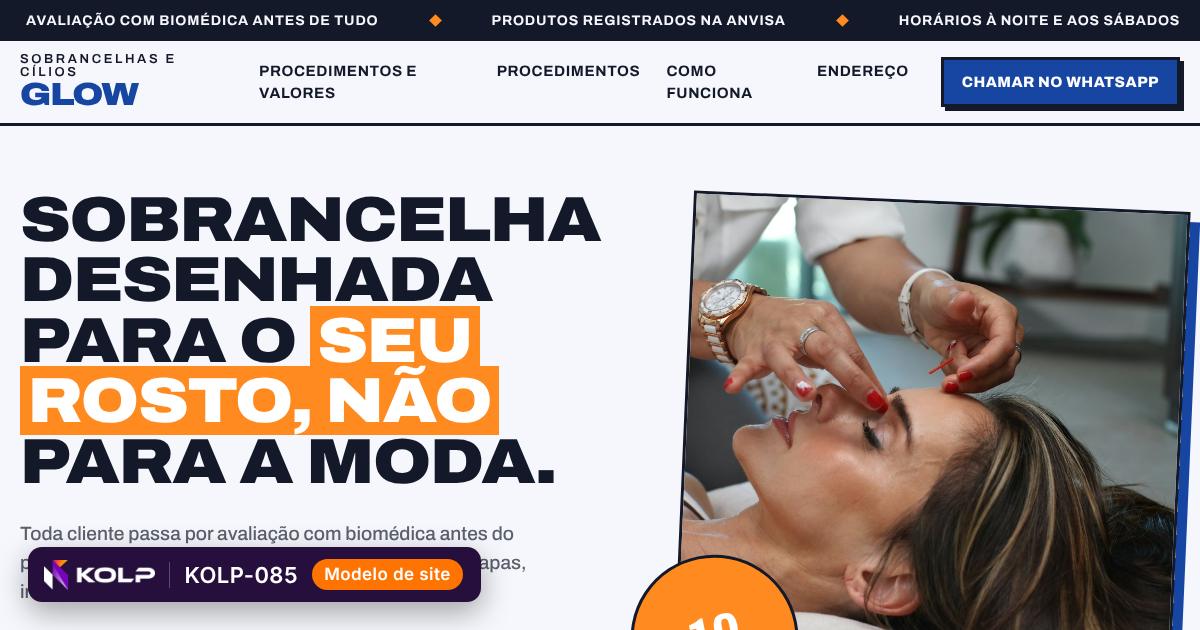 AVALIAÇÃO COM BIOMÉDICA ANTES DE TUDO ◆ PRODUTOS REGISTRADOS NA ANVISA ◆ HORÁRIOS À NOITE E AOS SÁBADOS
SOBRANCELHAS E
CÍLIOS
GLOW
PROCEDIMENTOS E
VALORES
PROCEDIMENTOS
COMO
FUNCIONA
ENDEREÇO
CHAMAR NO WHATSAPP
SOBRANCELHA
DESENHADA
PARA O SEU
ROSTO, NÃO
PARA A MODA.
Toda cliente passa por avaliação com biomédica antes do
KOLP
KOLP-085
Modelo de site